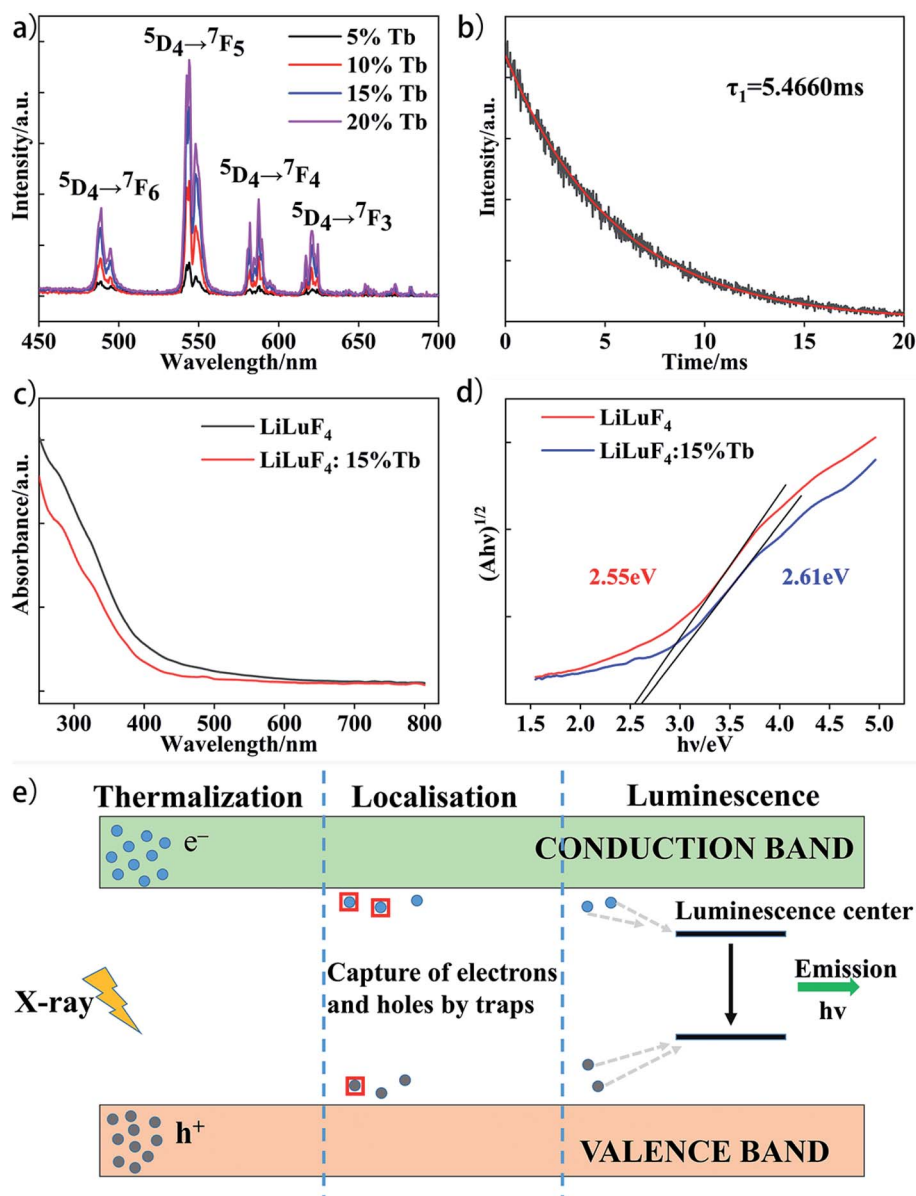 a)
⁵D₄→⁷F₅
5% Tb
10% Tb
15% Tb
20% Tb
⁵D₄→⁷F₆
⁵D₄→⁷F₄
⁵D₄→⁷F₃
Intensity/a.u.
450 500 550 600 650 700
Wavelength/nm
b)
τ₁=5.4660ms
Intensity/a.u.
0 5 10 15 20
Time/ms
c)
LiLuF₄
LiLuF₄: 15%Tb
Absorbance/a.u.
300 400 500 600 700 800
Wavelength/nm
d)
LiLuF₄
LiLuF₄:15%Tb
(Ahν)¹/²
2.55eV
2.61eV
1.5 2.0 2.5 3.0 3.5 4.0 4.5 5.0
hν/eV
e)
Thermalization
Localisation
Luminescence
e⁻
CONDUCTION BAND
Luminescence center
X-ray
Capture of electrons
and holes by traps
Emission
hv
h⁺
VALENCE BAND